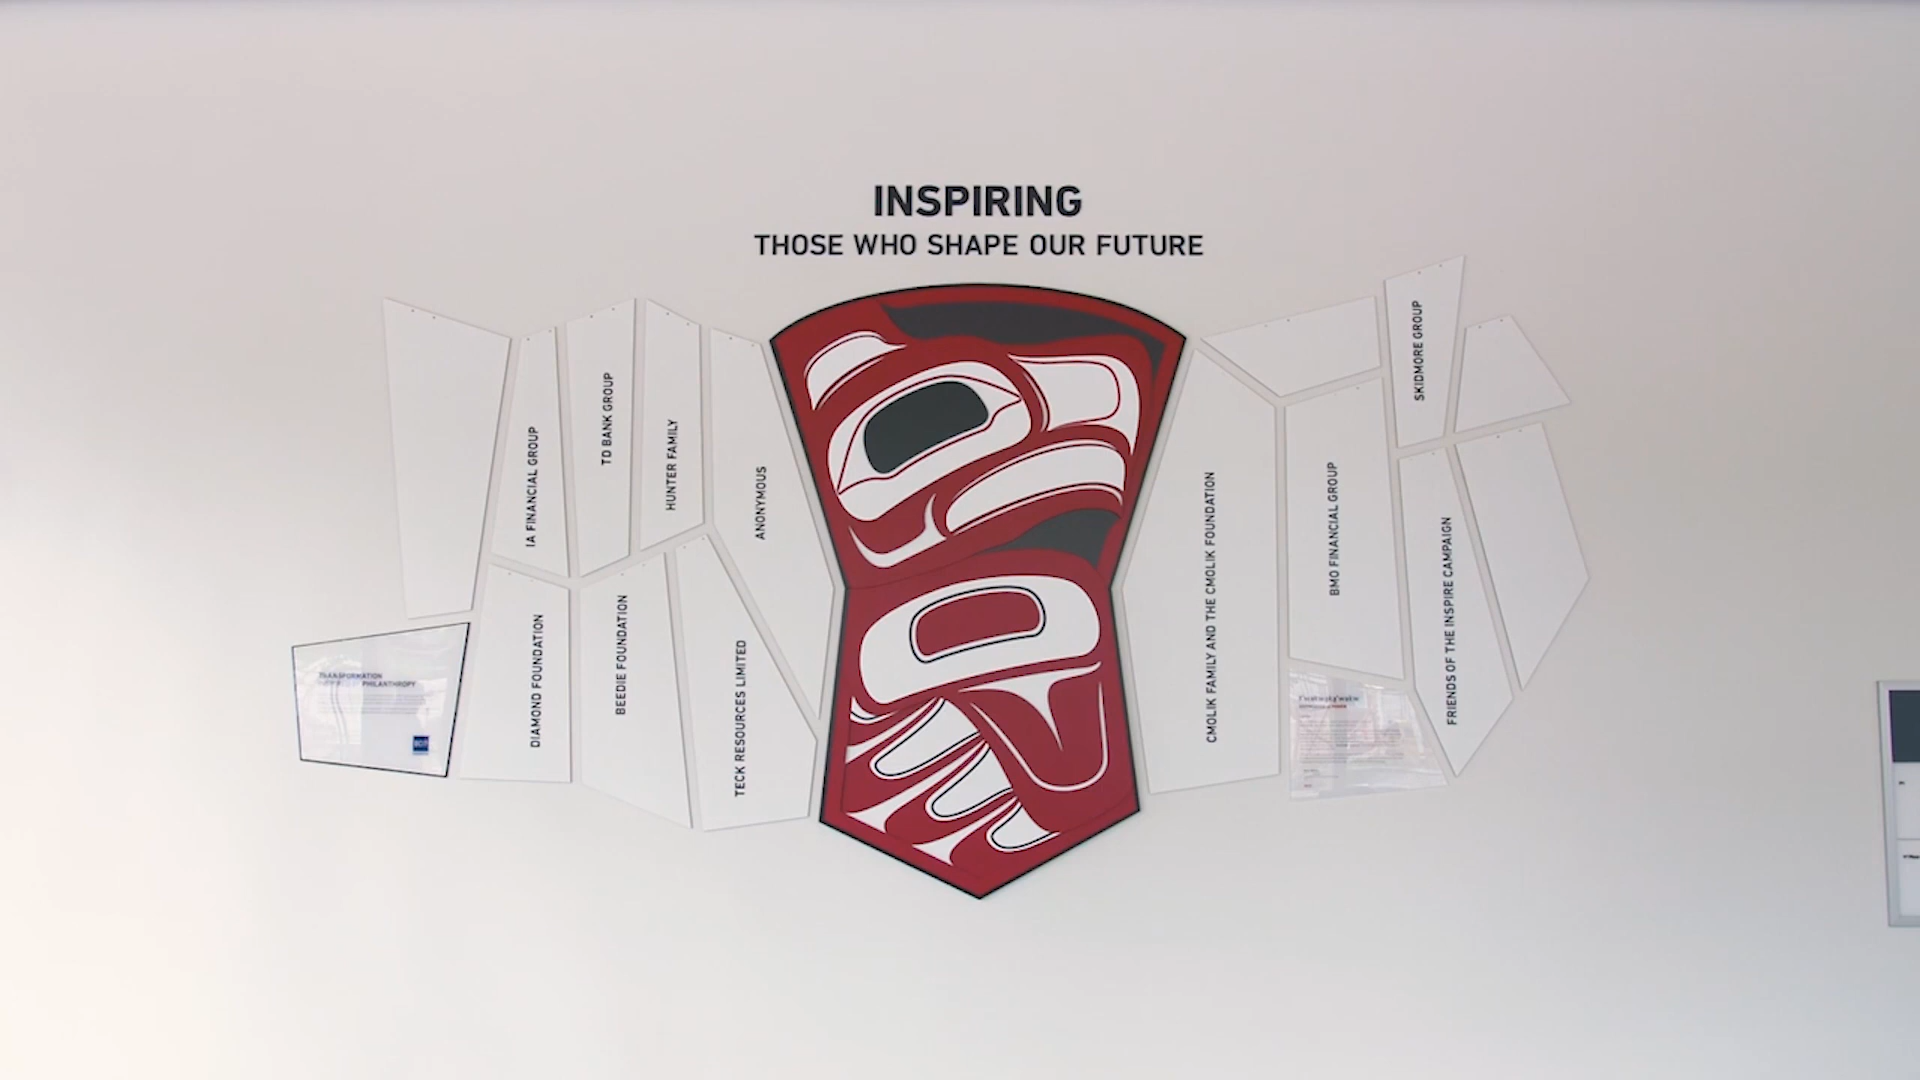 INSPIRING
THOSE WHO SHAPE OUR FUTURE
IA FINANCIAL GROUP
TD BANK GROUP
HUNTER FAMILY
ANONYMOUS
DIAMOND FOUNDATION
BEEDIE FOUNDATION
TECK RESOURCES LIMITED
CMOLIK FAMILY AND THE CMOLIK FOUNDATION
BMO FINANCIAL GROUP
SKIDMORE GROUP
FRIENDS OF THE INSPIRE CAMPAIGN
TRANSFORMATION
PHILANTHROPY